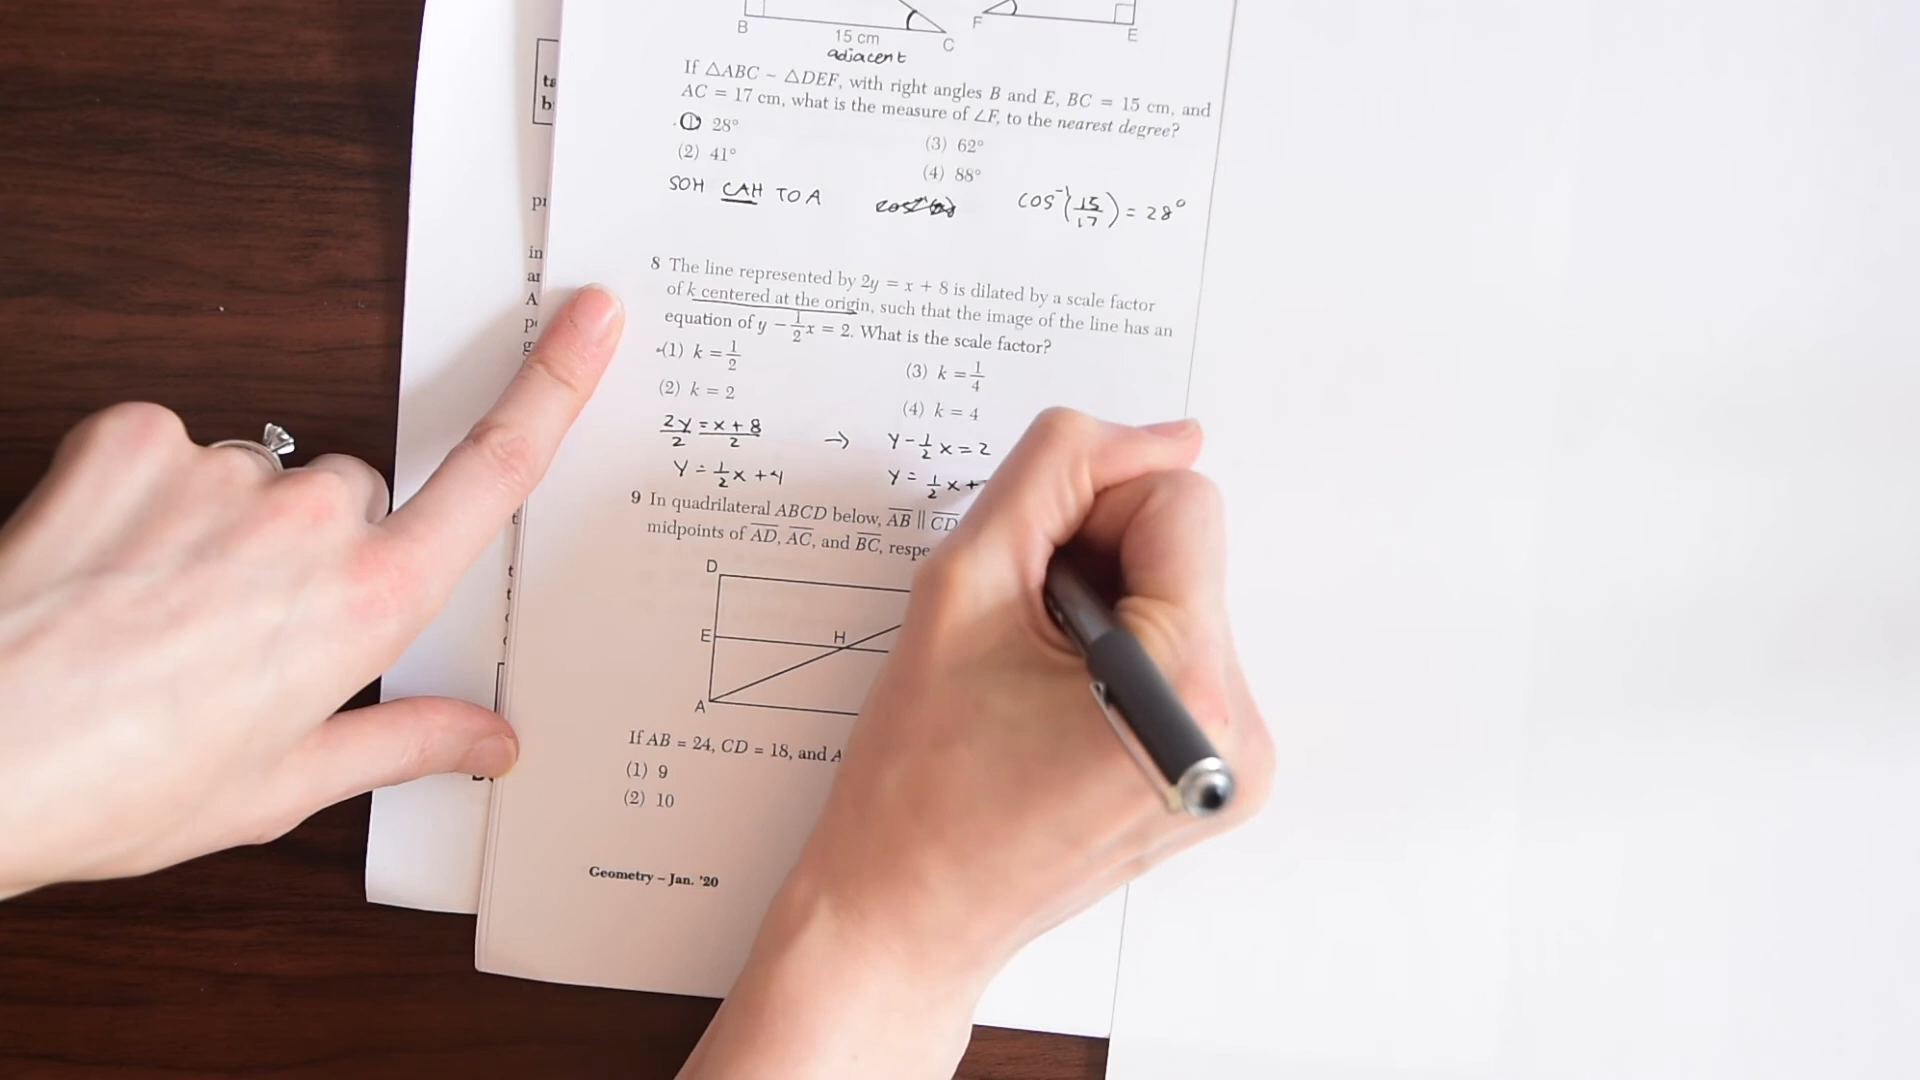 B
15 cm
C
F
E
adjacent
If △ABC ~ △DEF, with right angles B and E, BC = 15 cm, and
AC = 17 cm, what is the measure of ∠F, to the nearest degree?
(1) 28°
(3) 62°
(2) 41°
(4) 88°
SOH CAH TOA
cos⁻¹(15/17) = 28°
8 The line represented by 2y = x + 8 is dilated by a scale factor
of k centered at the origin, such that the image of the line has an
equation of y − 1/2x = 2. What is the scale factor?
(1) k = 1/2
(3) k = 1/4
(2) k = 2
(4) k = 4
2y/2 = x + 8/2
→
y - 1/2 x = 2
y = 1/2 x + 4
y = 1/2 x +
9 In quadrilateral ABCD below, AB || CD
midpoints of AD, AC, and BC,
D
E
H
A
If AB = 24, CD = 18, and
(1) 9
(2) 10
Geometry – Jan. '20
in